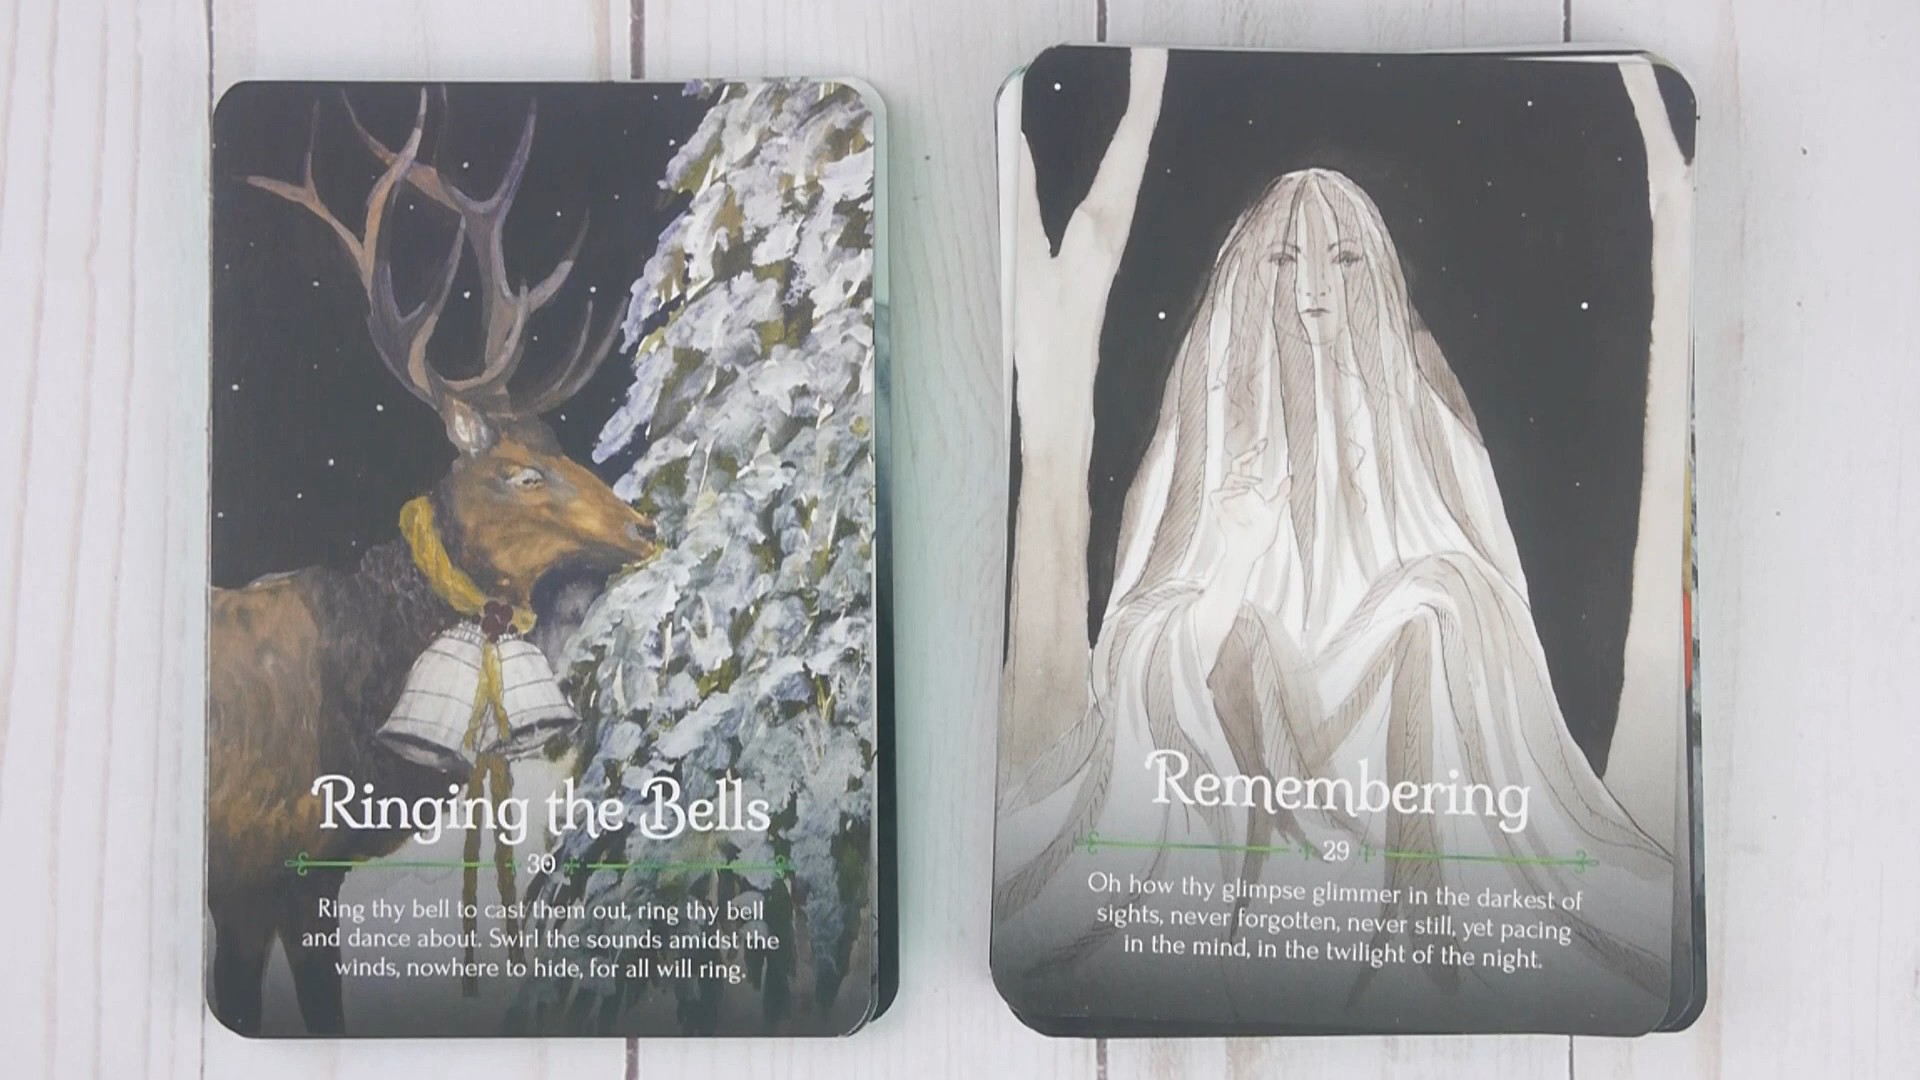 Ringing the Bells
30
Ring thy bell to cast them out, ring thy bell
and dance about. Swirl the sounds amidst the
winds, nowhere to hide, for all will ring.
Remembering
29
Oh how thy glimpse glimmer in the darkest of
sights, never forgotten, never still, yet pacing
in the mind, in the twilight of the night.